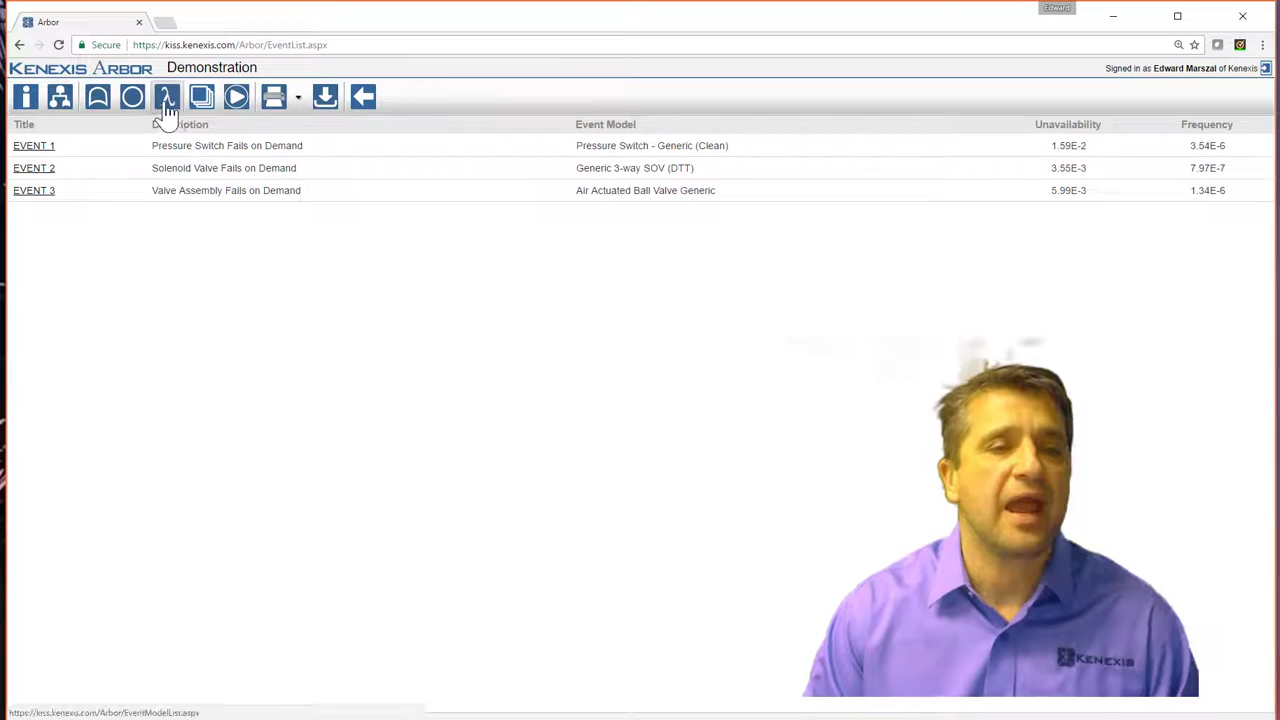 Edward
Arbor
Secure https://kiss.kenexis.com/Arbor/EventList.aspx
KENEXIS ARBOR Demonstration Signed in as Edward Marszal of Kenexis
λ
Title Event Model Unavailability Frequency
EVENT 1 Pressure Switch Fails on Demand Pressure Switch - Generic (Clean) 1.59E-2 3.54E-6
EVENT 2 Solenoid Valve Fails on Demand Generic 3-way SOV (DTT) 3.55E-3 7.97E-7
EVENT 3 Valve Assembly Fails on Demand Air Actuated Ball Valve Generic 5.99E-3 1.34E-6
KENEXIS
https://kiss.kenexis.com/Arbor/EventModelList.aspx